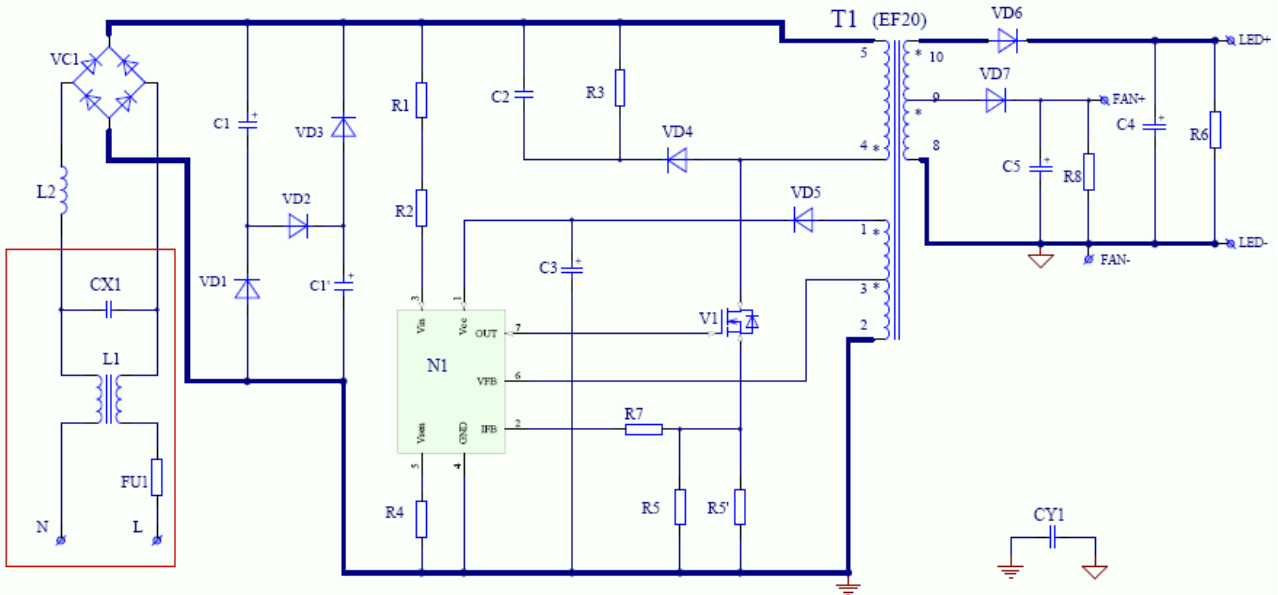 T1 (EF20)
VD6
LED+
VC1
5
10
VD7
9
FAN+
C1
VD3
R1
C2
R3
VD4
4
8
C4
R6
L2
VD2
R2
VD5
C5
R8
1
LED-
FAN-
VD1
C1'
C3
3
2
CX1
3
1
Vin
Vcc
OUT
7
V1
L1
N1
VFB
6
Vsen
GND
IFB
2
R7
5
4
FU1
R4
R5
R5'
N
L
CY1